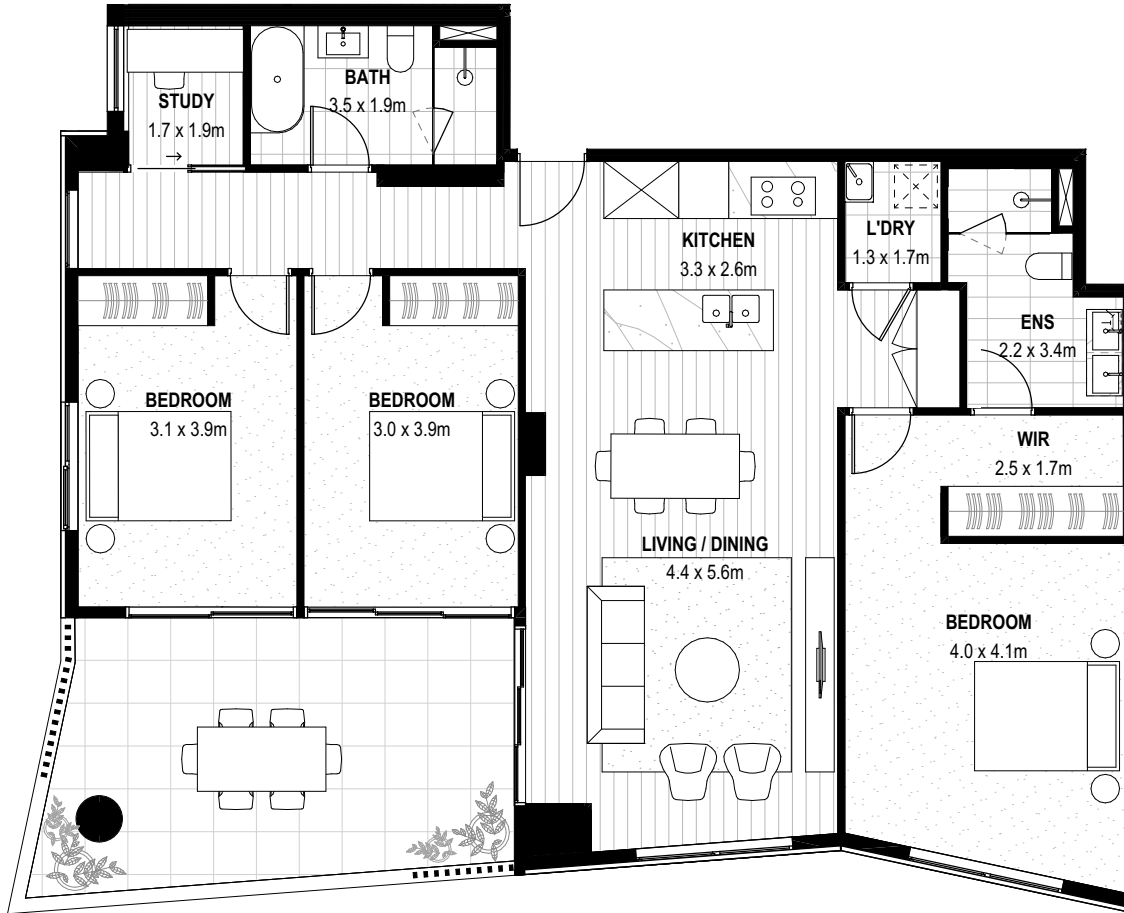 BATH
3.5 x 1.9m
STUDY
1.7 x 1.9m
KITCHEN
3.3 x 2.6m
L'DRY
1.3 x 1.7m
ENS
2.2 x 3.4m
BEDROOM
3.1 x 3.9m
BEDROOM
3.0 x 3.9m
WIR
2.5 x 1.7m
LIVING / DINING
4.4 x 5.6m
BEDROOM
4.0 x 4.1m